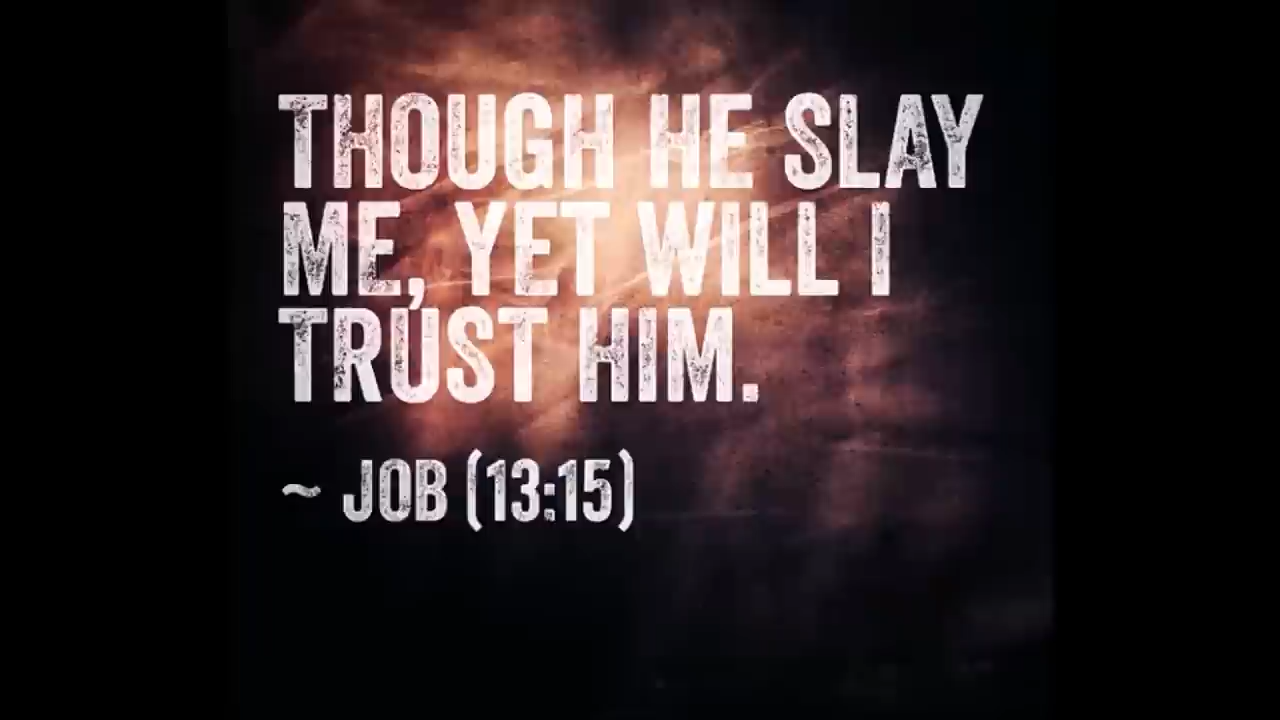 THOUGH HE SLAY
ME, YET WILL I
TRUST HIM.
~ JOB (13:15)